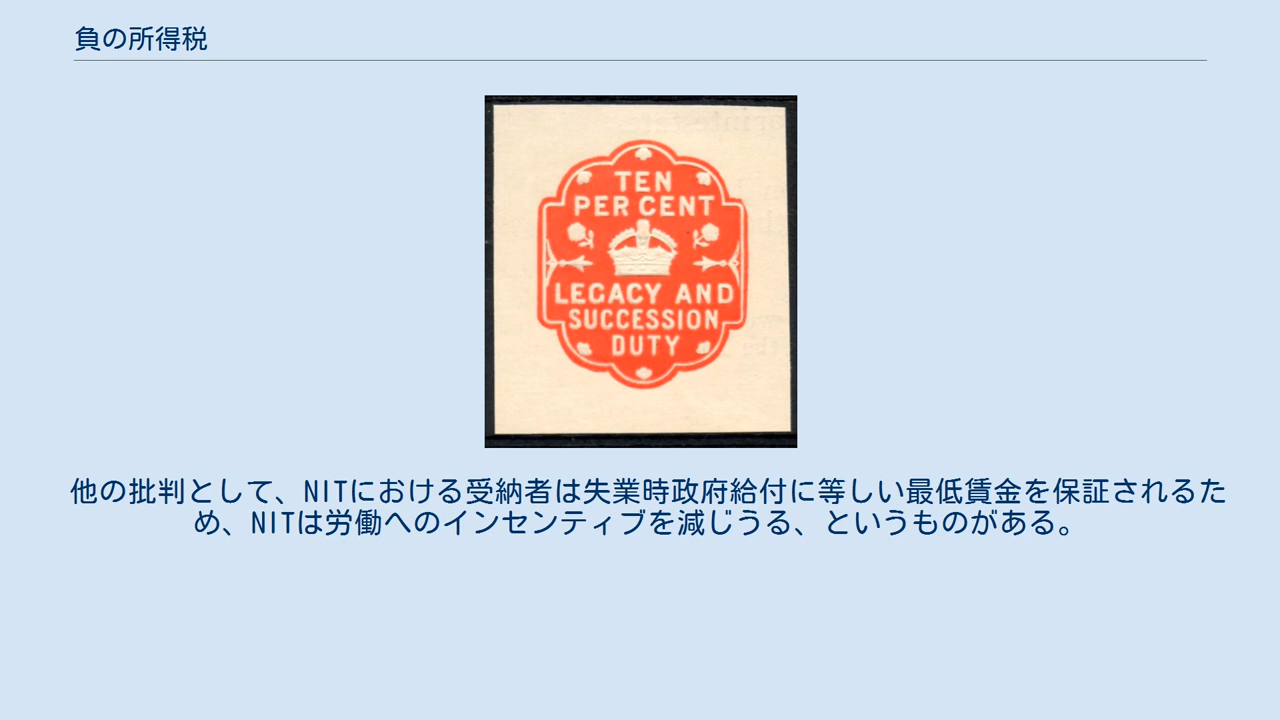 負の所得税
TEN
PER CENT
LEGACY AND
SUCCESSION
DUTY
他の批判として、NITにおける受納者は失業時政府給付に等しい最低賃金を保証されるた
め、NITは労働へのインセンティブを減じうる、というものがある。